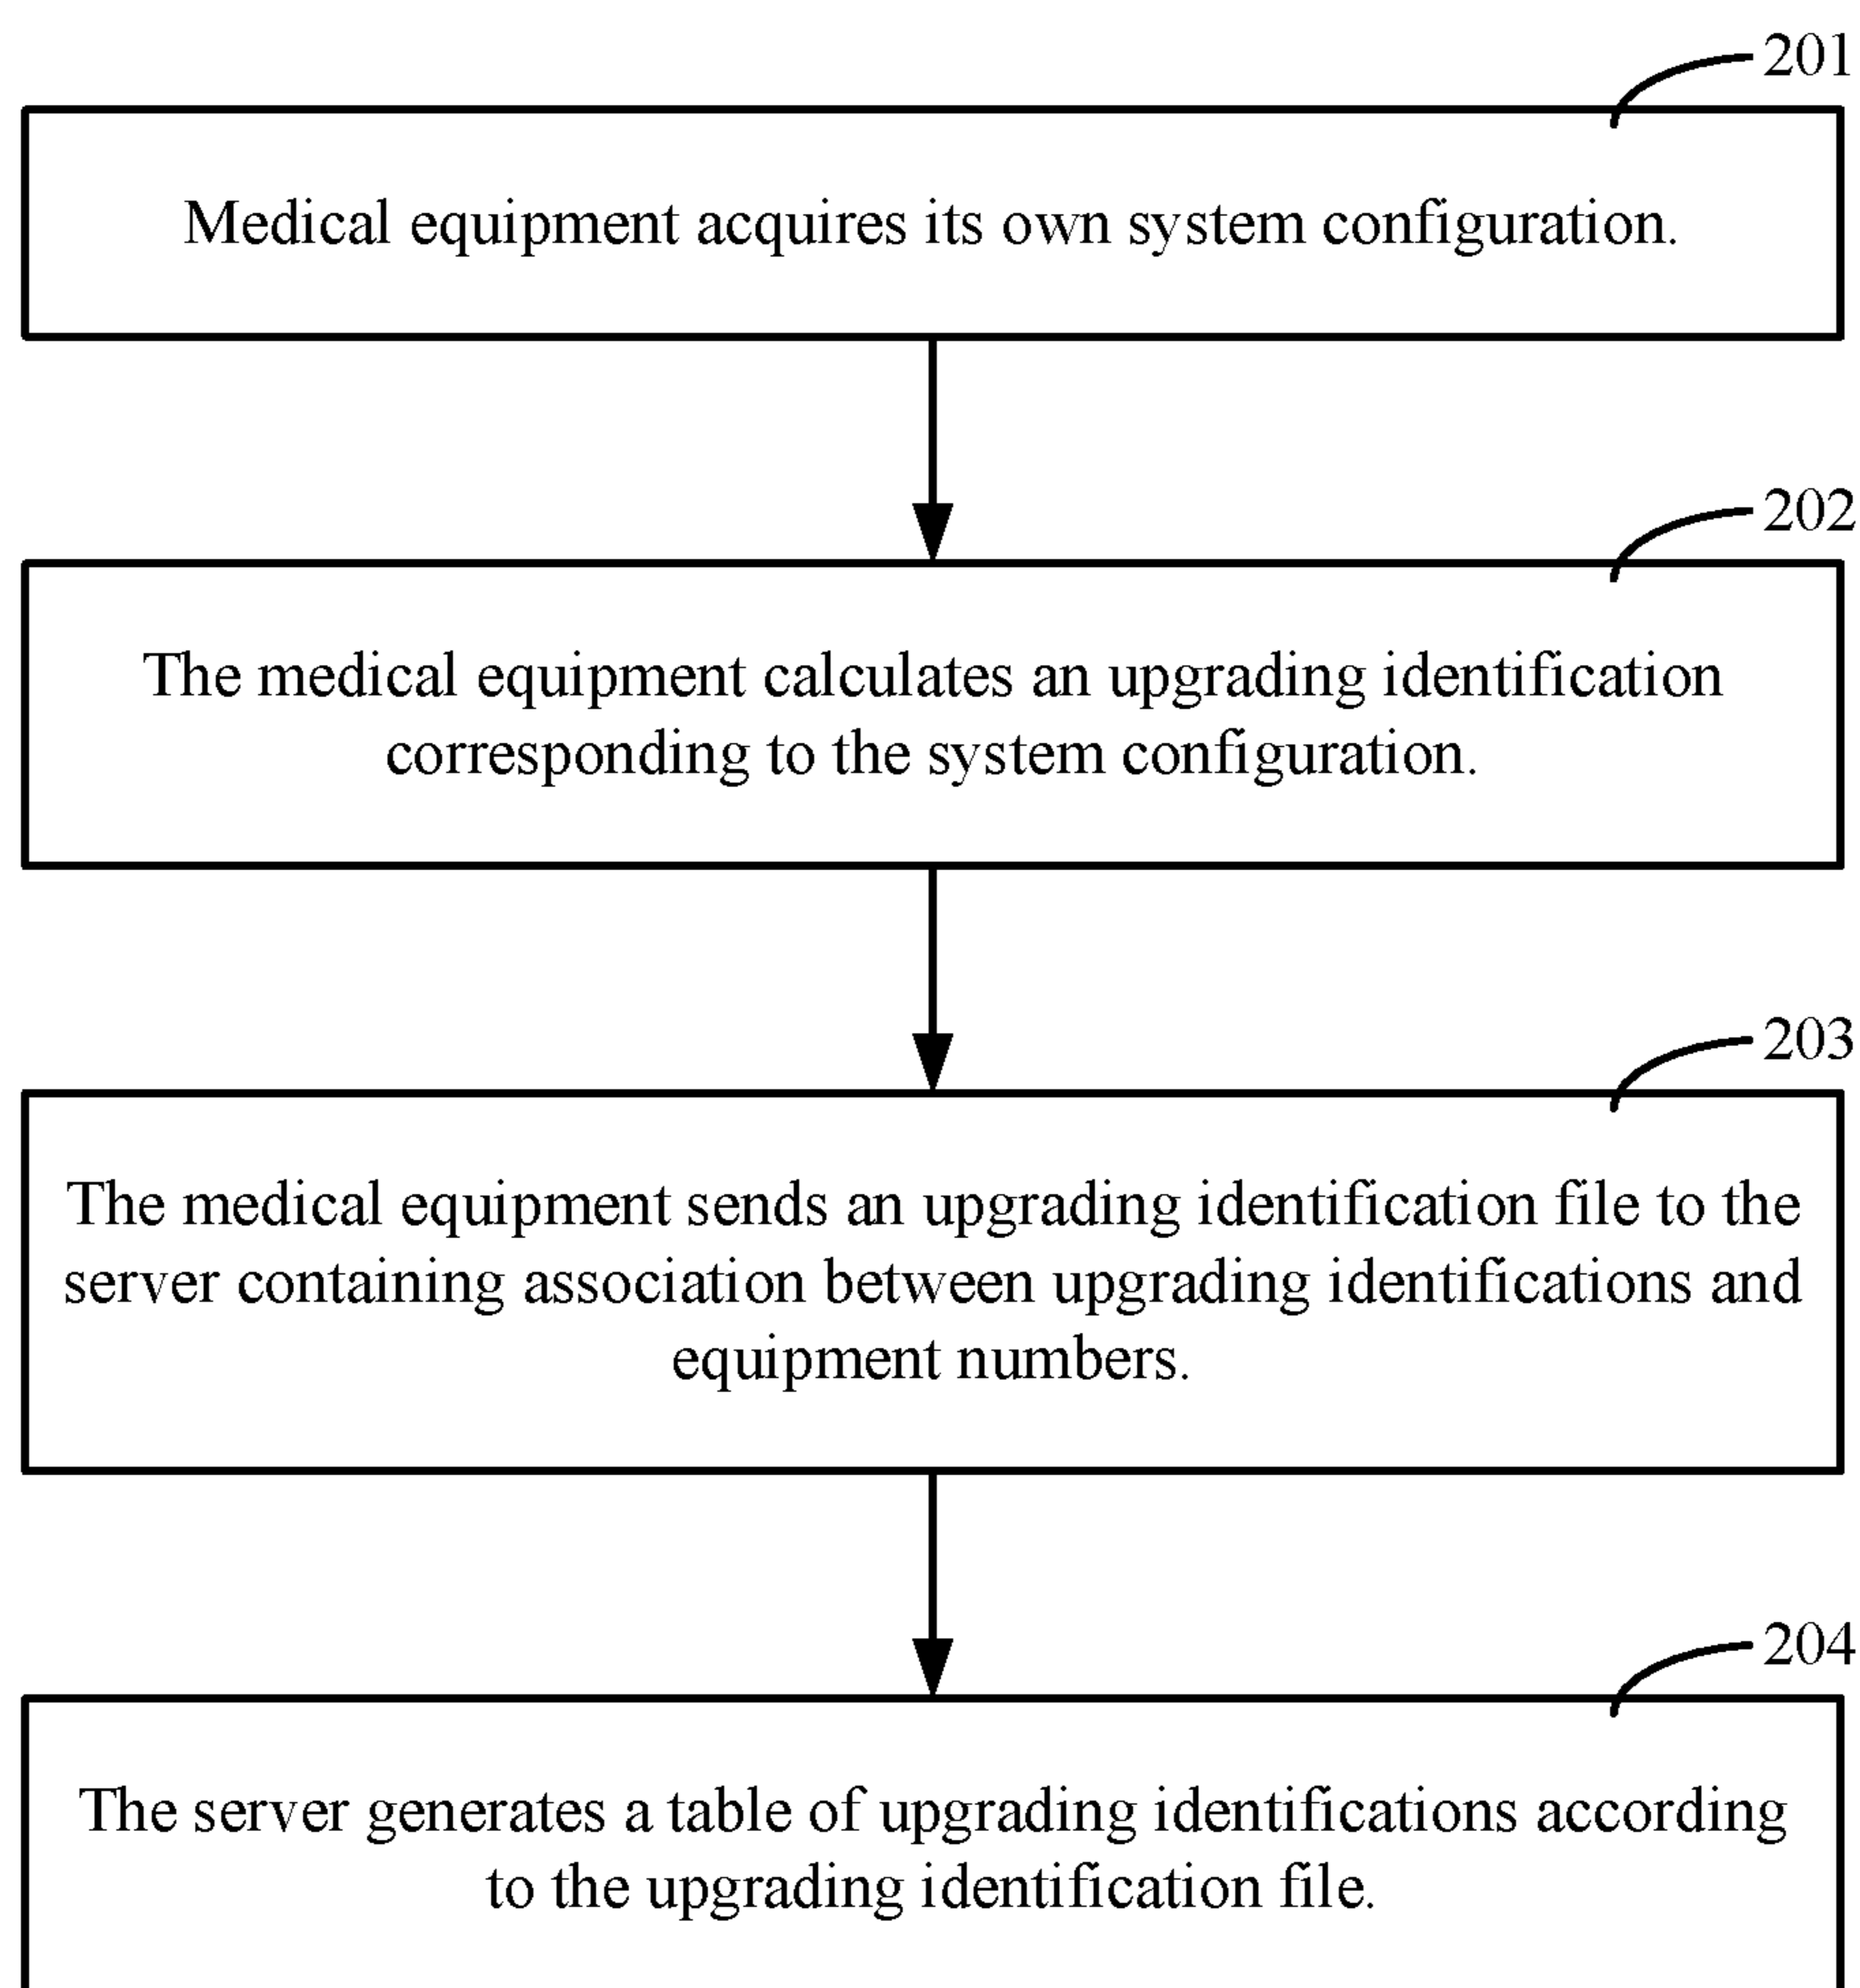 201
Medical equipment acquires its own system configuration.
202
The medical equipment calculates an upgrading identification
corresponding to the system configuration.
203
The medical equipment sends an upgrading identification file to the
server containing association between upgrading identifications and
equipment numbers.
204
The server generates a table of upgrading identifications according
to the upgrading identification file.